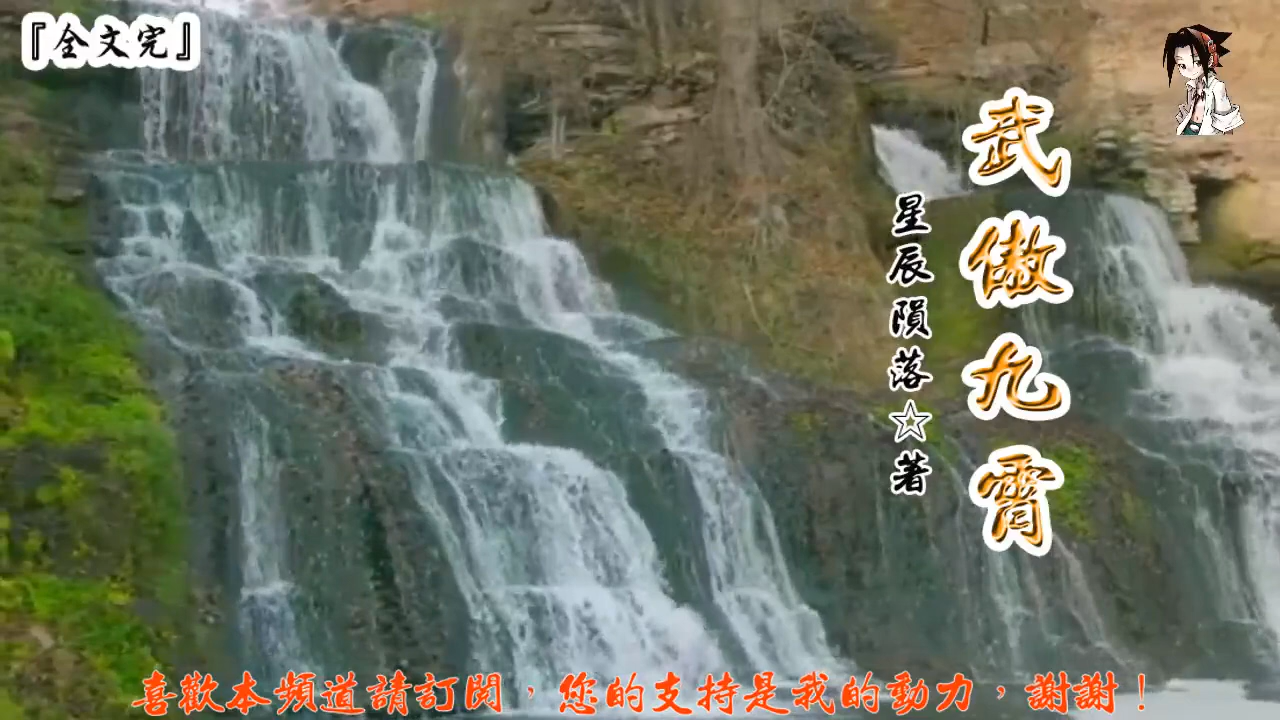 『全文完』
武傲九霄
星辰隕落☆著
喜歡本頻道請訂閱，您的支持是我的動力，謝謝！